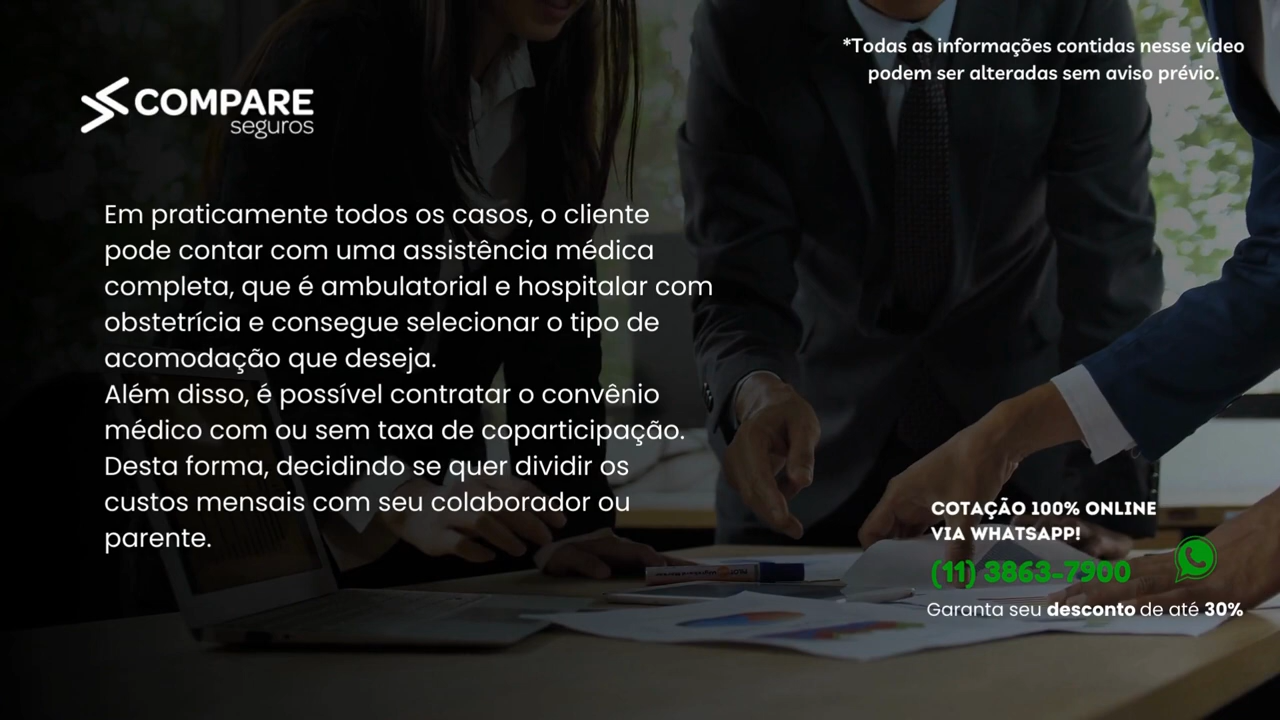 *Todas as informações contidas nesse vídeo
podem ser alteradas sem aviso prévio.
COMPARE
seguros
Em praticamente todos os casos, o cliente
pode contar com uma assistência médica
completa, que é ambulatorial e hospitalar com
obstetrícia e consegue selecionar o tipo de
acomodação que deseja.
Além disso, é possível contratar o convênio
médico com ou sem taxa de coparticipação.
Desta forma, decidindo se quer dividir os
custos mensais com seu colaborador ou
parente.
COTAÇÃO 100% ONLINE
VIA WHATSAPP!
(11) 3863-7900
Garanta seu desconto de até 30%